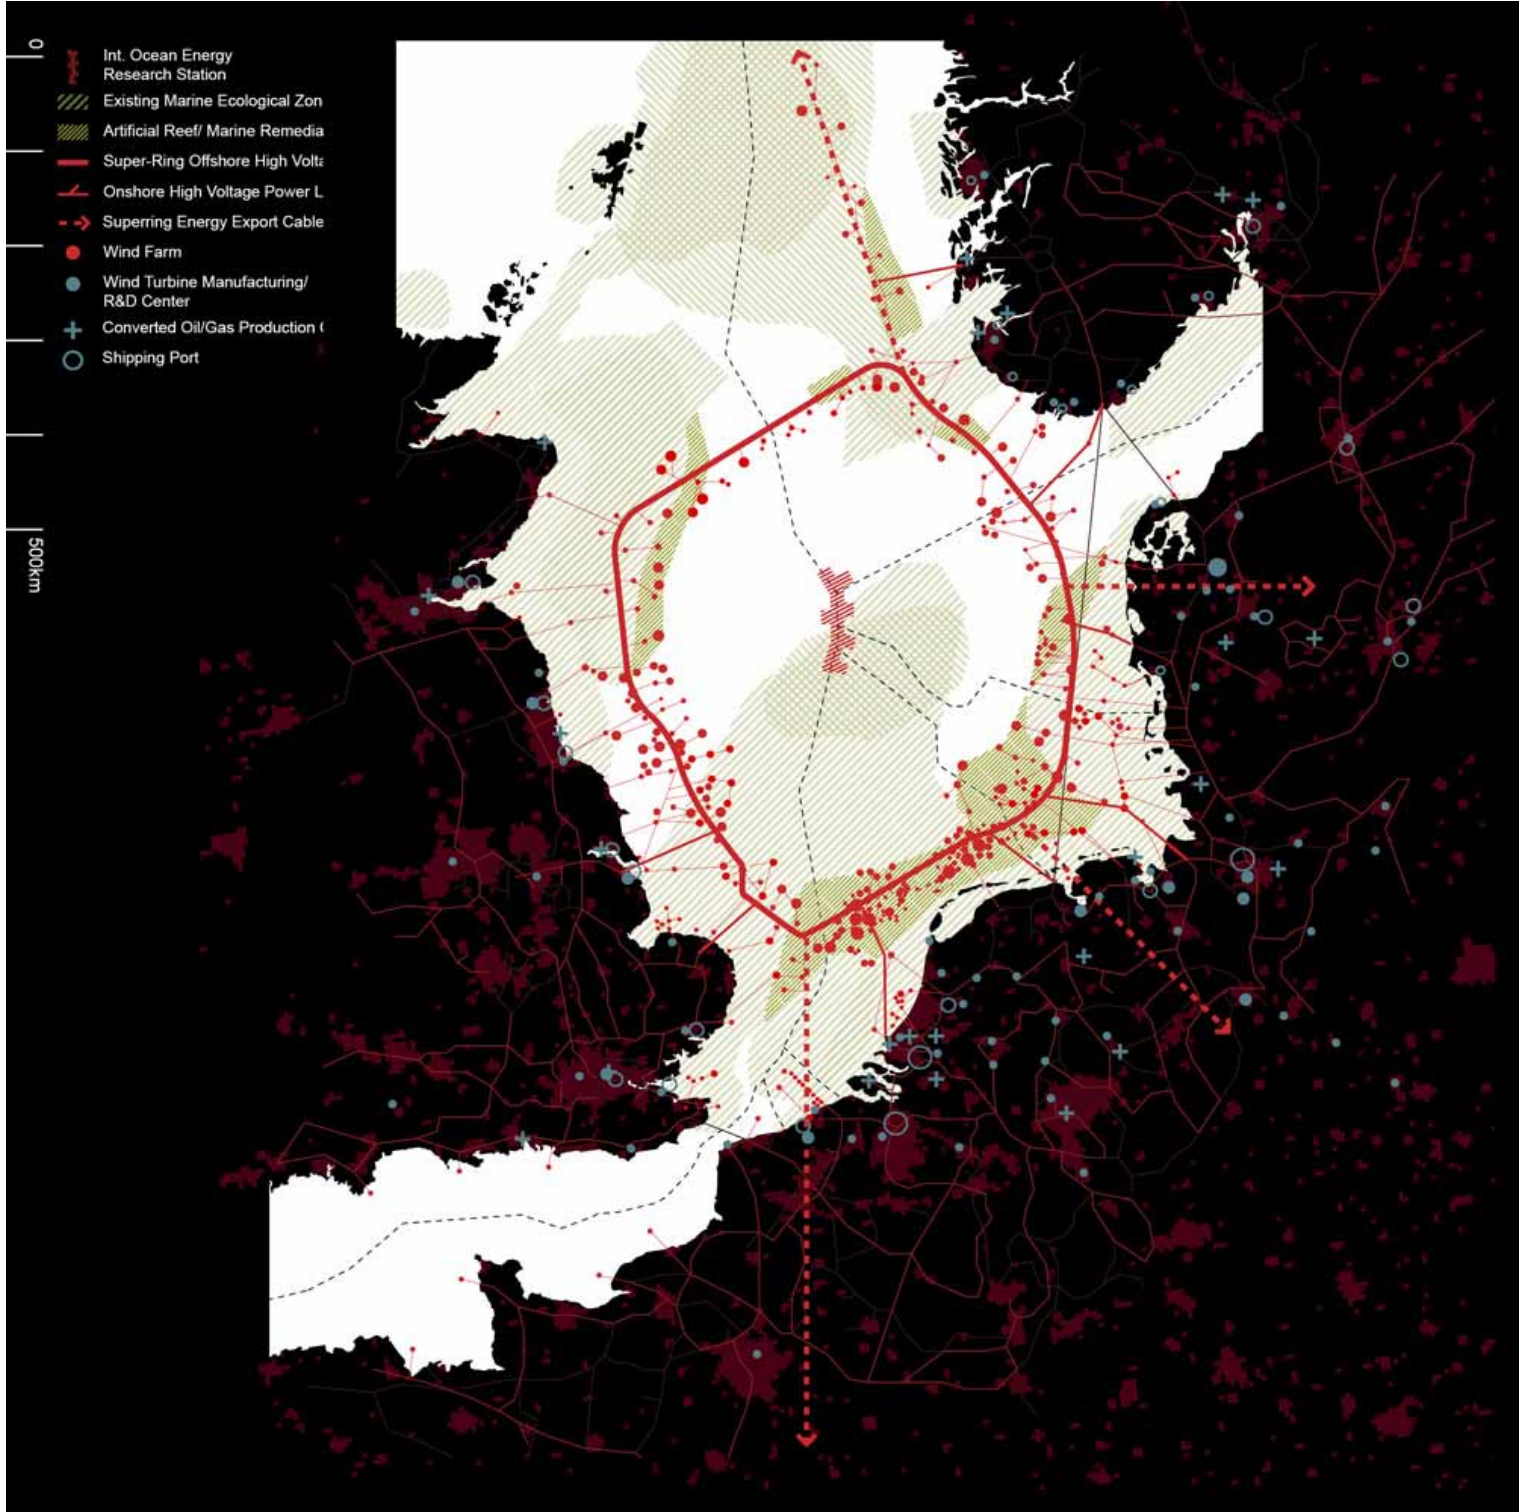 0
500km
Int. Ocean Energy
Research Station
Existing Marine Ecological Zon
Artificial Reef/ Marine Remedia
Super-Ring Offshore High Volta
Onshore High Voltage Power L
Superring Energy Export Cable
Wind Farm
Wind Turbine Manufacturing/
R&D Center
Converted Oil/Gas Production (
Shipping Port